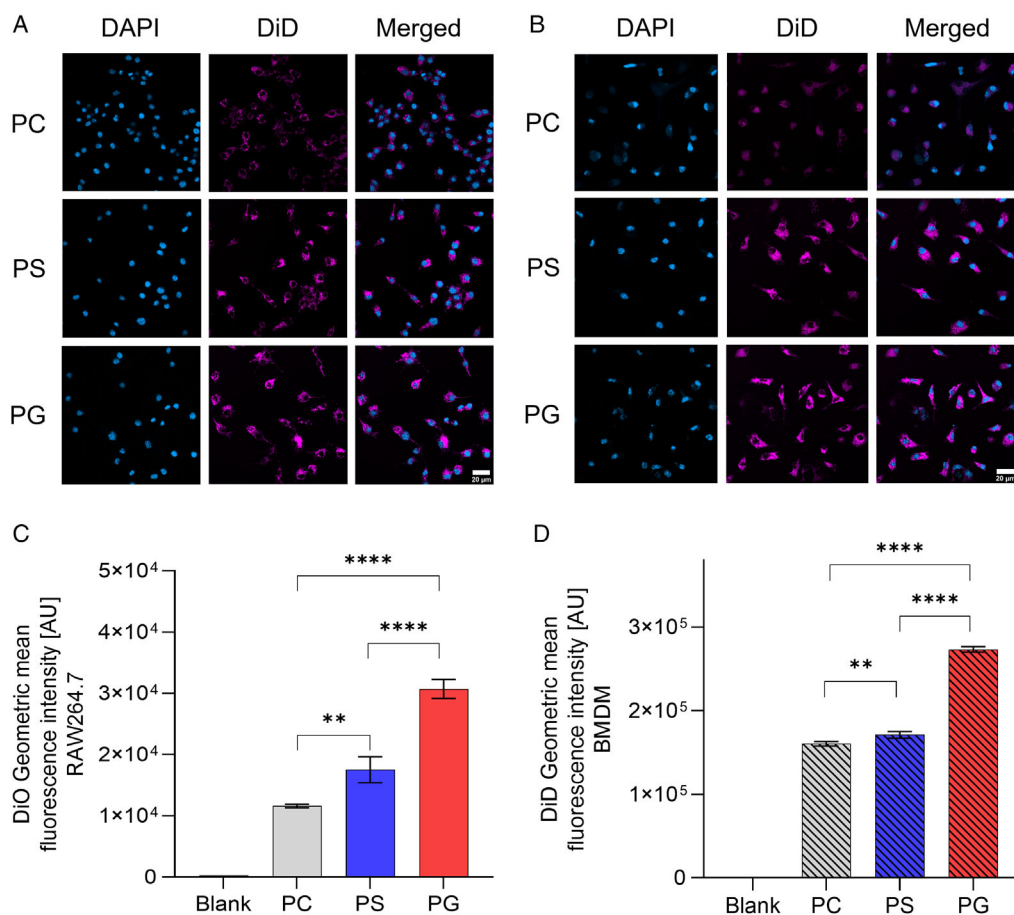 A
DAPI DiD Merged
PC
PS
PG
20 µm
B
DAPI DiD Merged
PC
PS
PG
20 µm
C
DiO Geometric mean
fluorescence intensity [AU]
RAW264.7
5×10⁴
4×10⁴
3×10⁴
2×10⁴
1×10⁴
0
****
****
**
Blank PC PS PG
D
DiD Geometric mean
fluorescence intensity [AU]
BMDM
3×10⁵
2×10⁵
1×10⁵
0
****
****
**
Blank PC PS PG